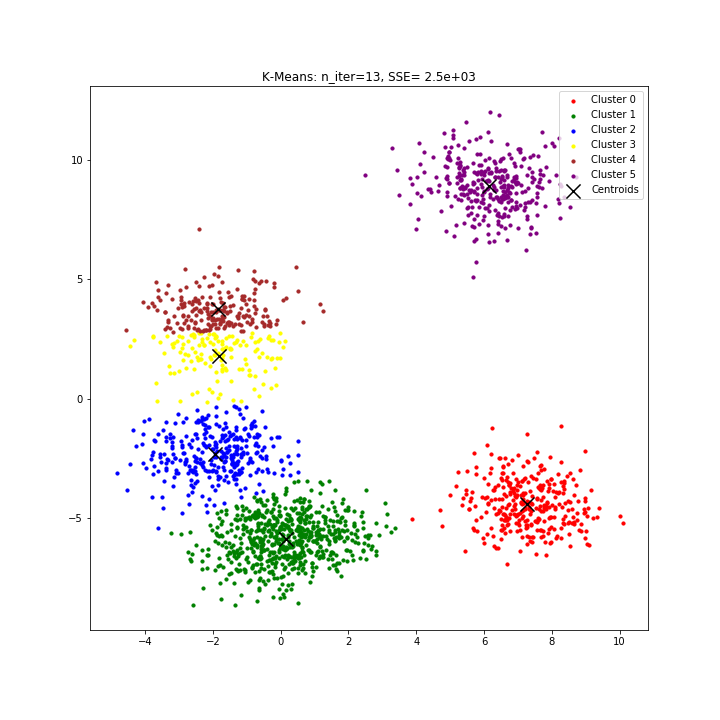 K-Means: n_iter=13, SSE= 2.5e+03
Cluster 0
Cluster 1
Cluster 2
Cluster 3
Cluster 4
Cluster 5
Centroids
10
5
0
−5
−4
−2
0
2
4
6
8
10